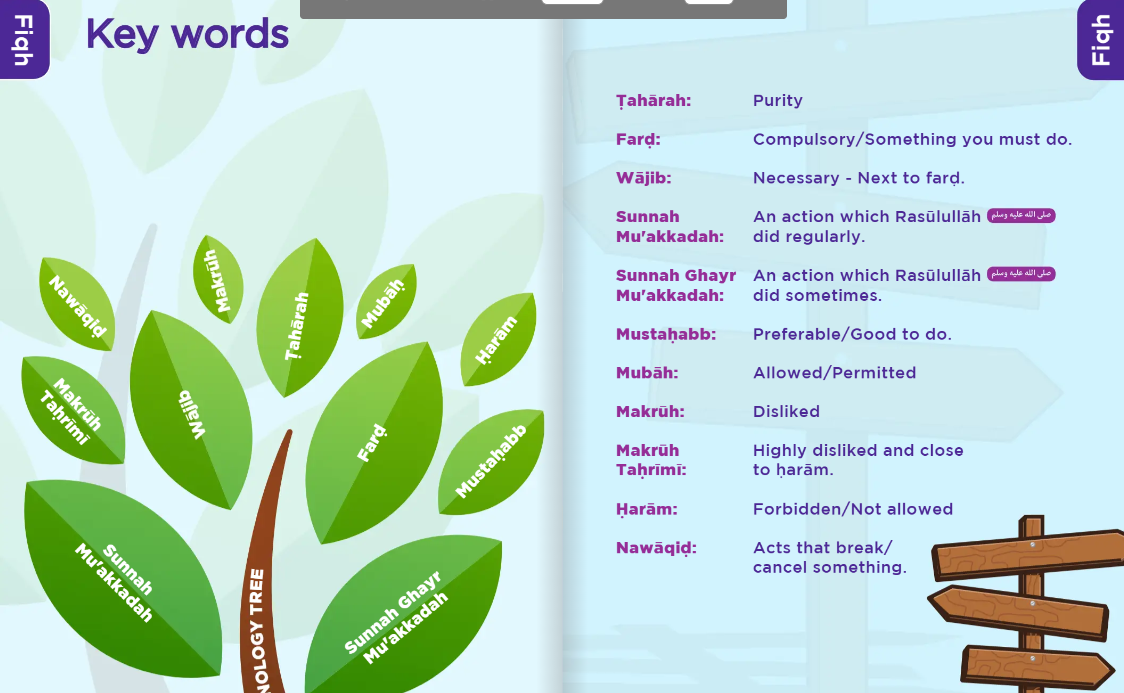 Fiqh
Key words
Nawāqiḍ
Makrūh
Ṭahārah
Mubāḥ
Ḥarām
Makrūh
Taḥrīmī
Wājib
Farḍ
Mustaḥabb
Sunnah
Mu'akkadah
NOLOGY TREE
Sunnah Ghayr
Mu'akkadah
Fiqh
Ṭahārah: Purity
Farḍ: Compulsory/Something you must do.
Wājib: Necessary - Next to farḍ.
Sunnah An action which Rasūlullāh صلى الله عليه وسلم
Mu'akkadah: did regularly.
Sunnah Ghayr An action which Rasūlullāh صلى الله عليه وسلم
Mu'akkadah: did sometimes.
Mustaḥabb: Preferable/Good to do.
Mubāḥ: Allowed/Permitted
Makrūh: Disliked
Makrūh Highly disliked and close
Taḥrīmī: to ḥarām.
Ḥarām: Forbidden/Not allowed
Nawāqiḍ: Acts that break/
cancel something.